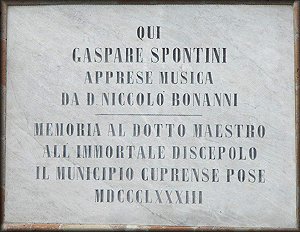 QUI
GASPARE SPONTINI
APPRESE MUSICA
DA D. NICCOLO BONANNI
MEMORIA AL DOTTO MAESTRO
ALL IMMORTALE DISCEPOLO
IL MUNICIPIO CUPRENSE POSE
MDCCCLXXXIII